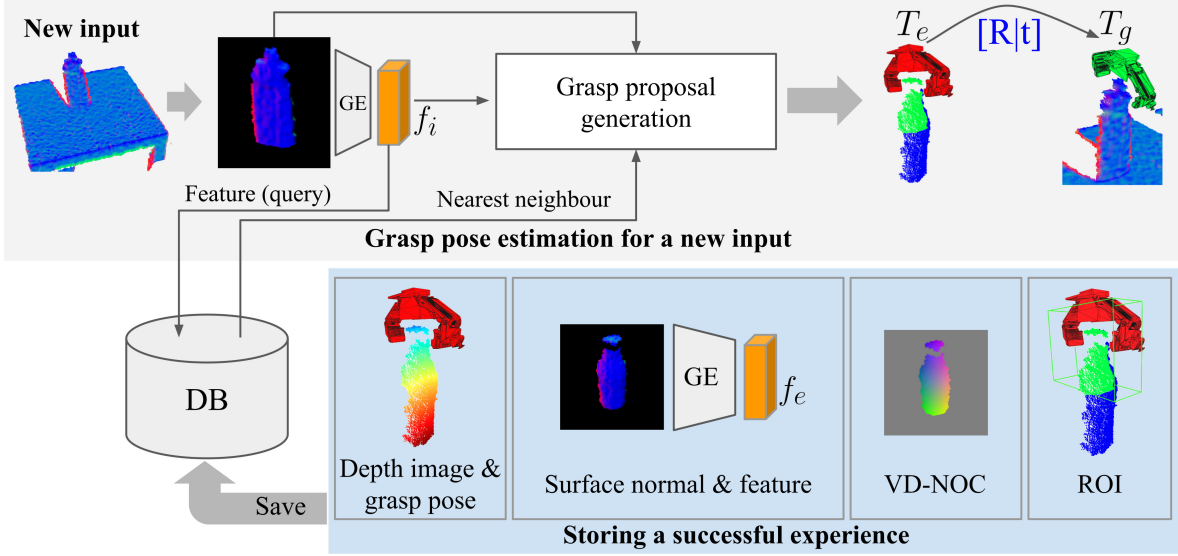 New input
GE
f_i
Grasp proposal
generation
T_e
[R|t]
T_g
Feature (query)
Nearest neighbour
Grasp pose estimation for a new input
DB
Save
Depth image &
grasp pose
GE
f_e
Surface normal & feature
VD-NOC
ROI
Storing a successful experience